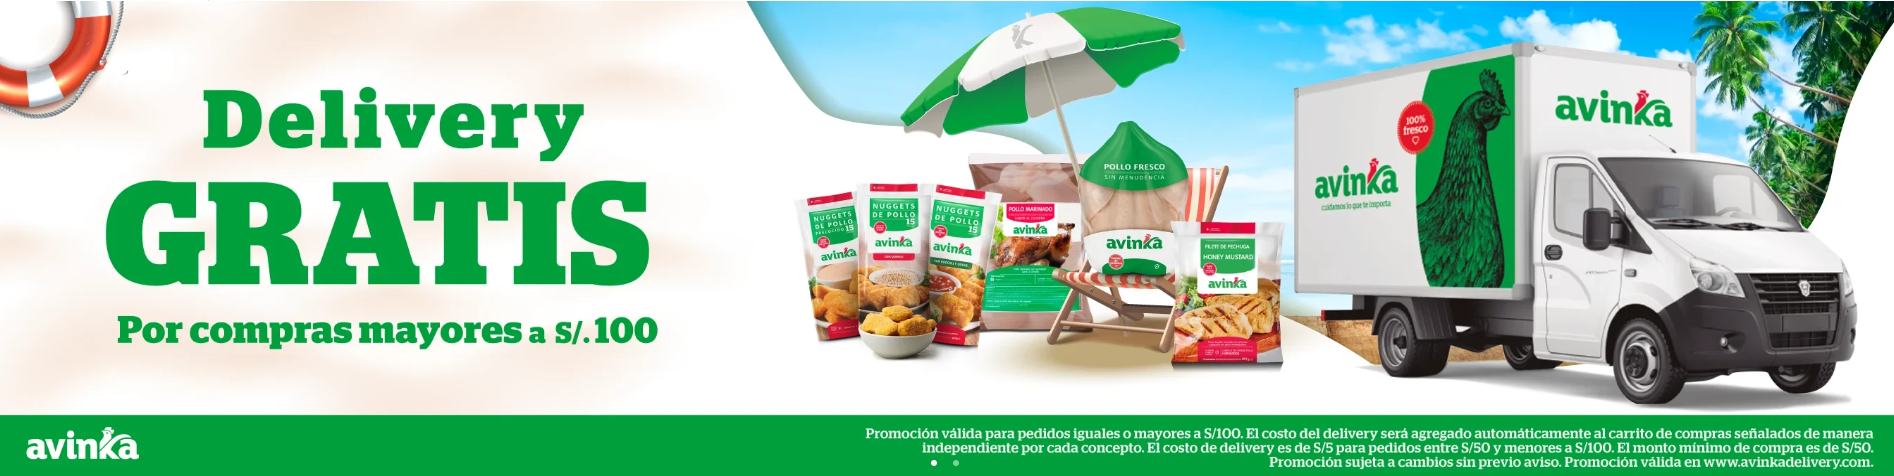 Delivery
GRATIS
Por compras mayores a S/.100
NUGGETS
DE POLLO
15
avinka
NUGGETS
DE POLLO
15
avinka
NUGGETS
DE POLLO
15
avinka
POLLO MARINADO
avinka
POLLO FRESCO
SIN MENUDENCIA
avinka
FILETE DE PECHUGA
HONEY MUSTARD
avinka
100%
fresco
avinka
cuidamos lo que te importa
avinka
avinka
Promoción válida para pedidos iguales o mayores a S/100. El costo del delivery será agregado automáticamente al carrito de compras señalados de manera
independiente por cada concepto. El costo de delivery es de S/5 para pedidos entre S/50 y menores a S/100. El monto mínimo de compra es de S/50.
Promoción sujeta a cambios sin previo aviso. Promoción válida en www.avinkadelivery.com.